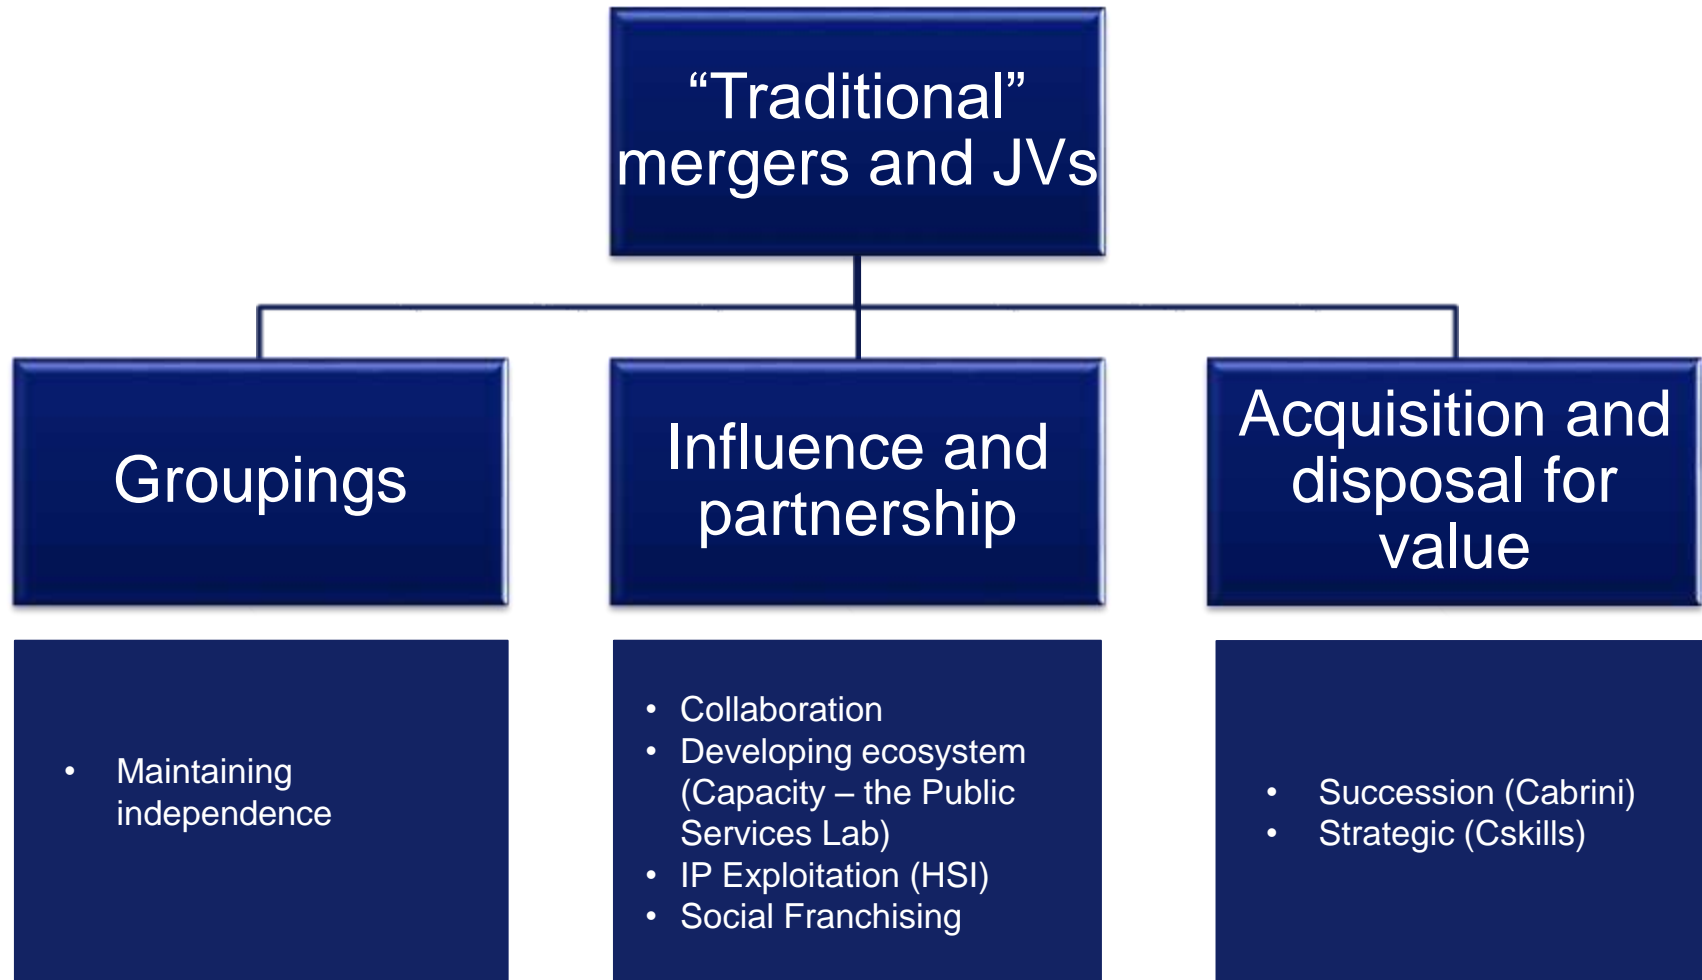 “Traditional”
mergers and JVs
Groupings
Influence and
partnership
Acquisition and
disposal for
value
• Maintaining
independence
• Collaboration
• Developing ecosystem
(Capacity – the Public
Services Lab)
• IP Exploitation (HSI)
• Social Franchising
• Succession (Cabrini)
• Strategic (Cskills)